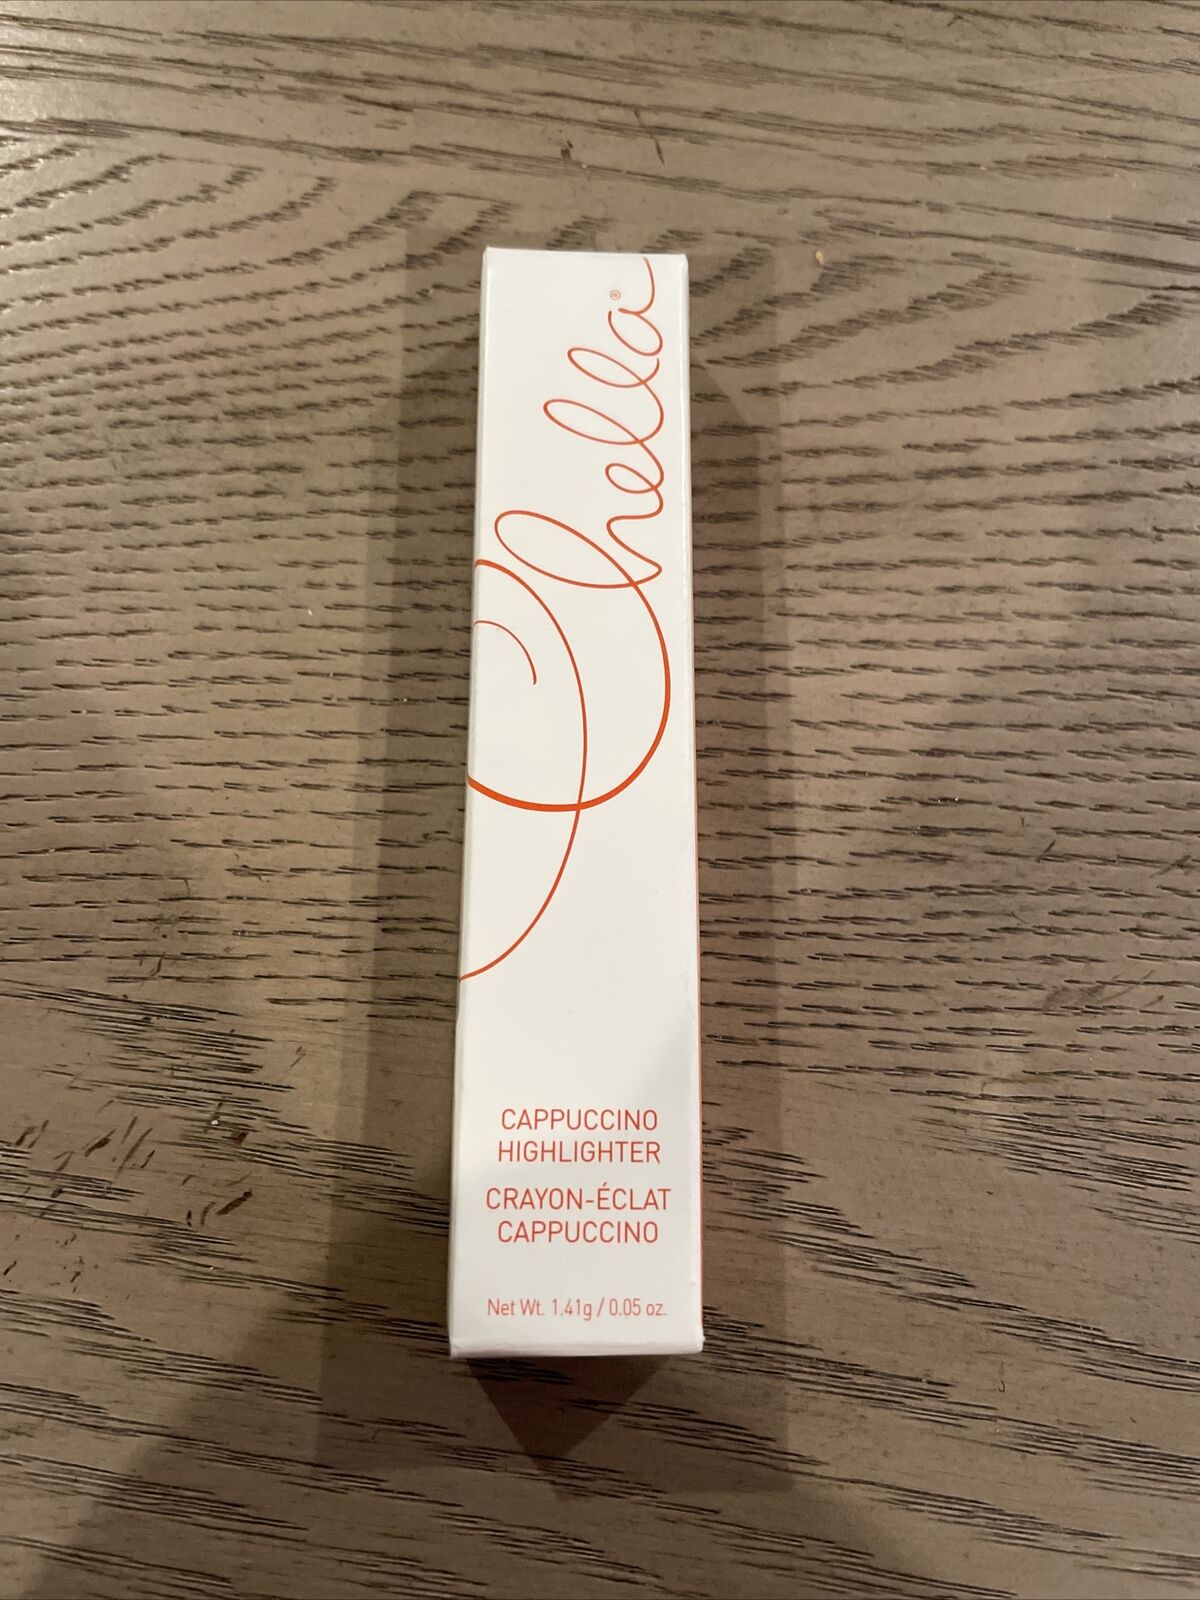 Chella®
CAPPUCCINO
HIGHLIGHTER
CRAYON-ÉCLAT
CAPPUCCINO
Net Wt. 1.41g / 0.05 oz.